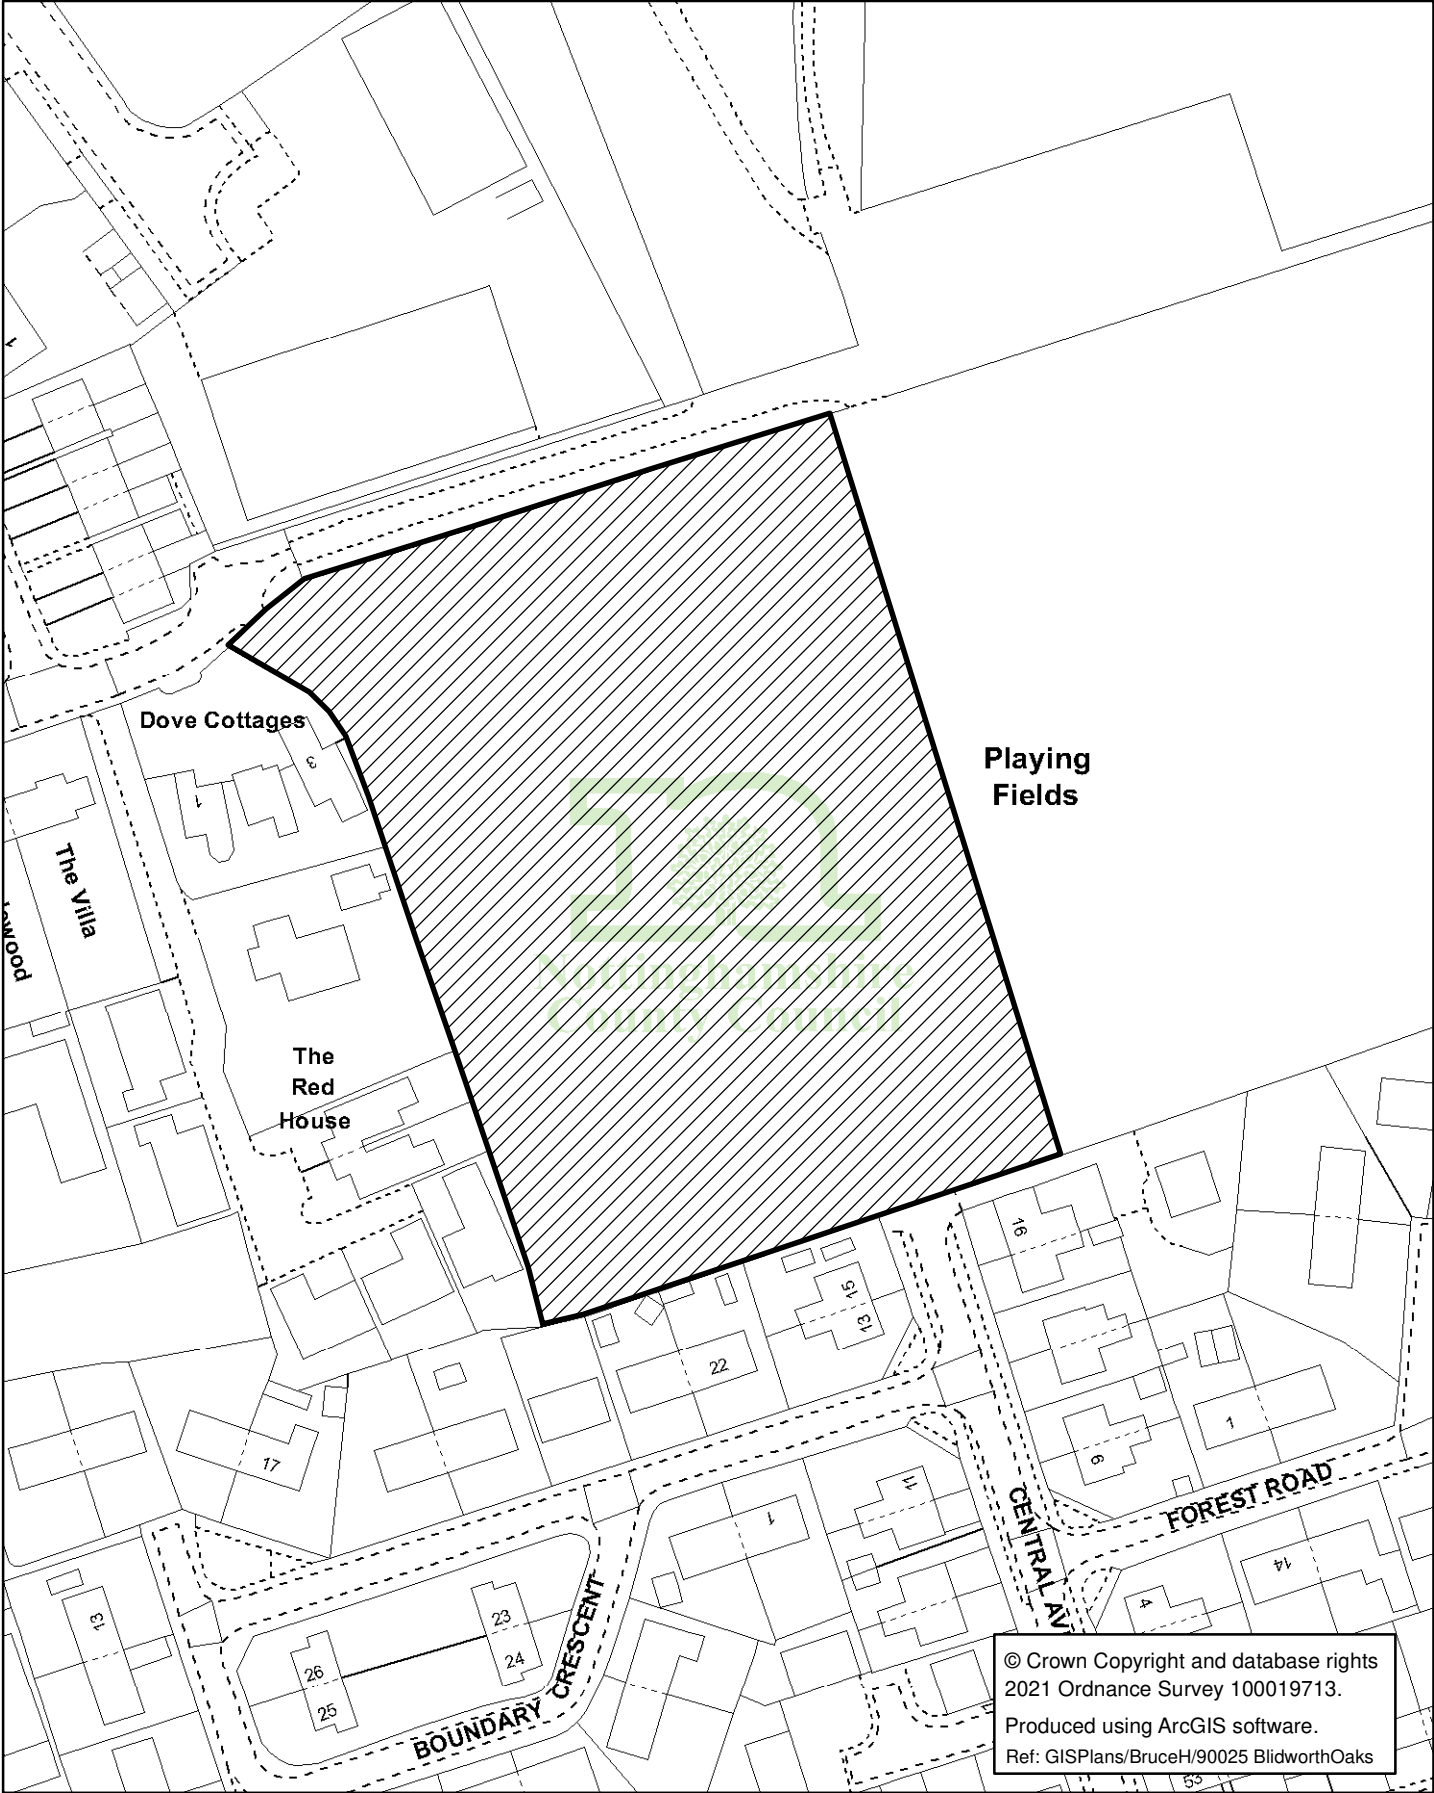 Dove Cottages
3
1
Playing
Fields
The Villa
Nottinghamshire
County Council
The
Red
House
16
15
13
22
17
1
9
11
1
FOREST ROAD
CENTRAL AV
14
4
13
23
24
26
25
BOUNDARY CRESCENT
53
© Crown Copyright and database rights
2021 Ordnance Survey 100019713.
Produced using ArcGIS software.
Ref: GISPlans/BruceH/90025 BlidworthOaks